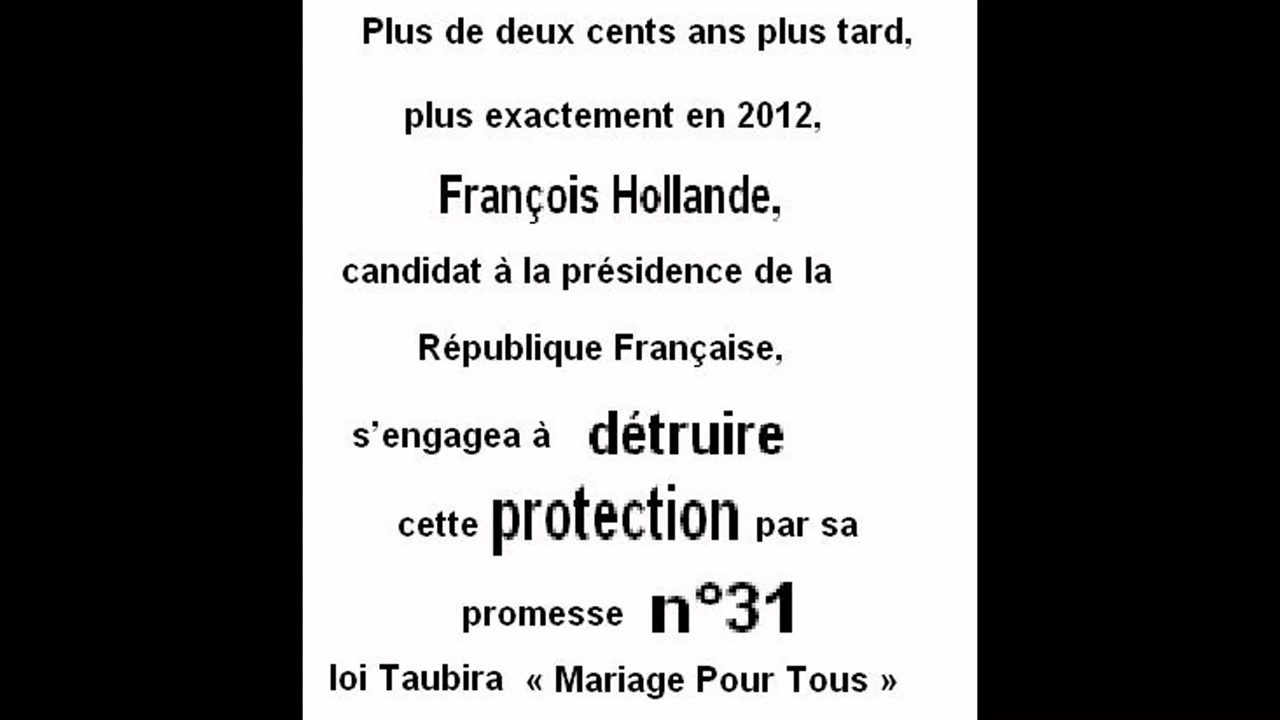 Plus de deux cents ans plus tard,
plus exactement en 2012,
François Hollande,
candidat à la présidence de la
République Française,
s’engagea à détruire
cette protection par sa
promesse n°31
loi Taubira « Mariage Pour Tous »